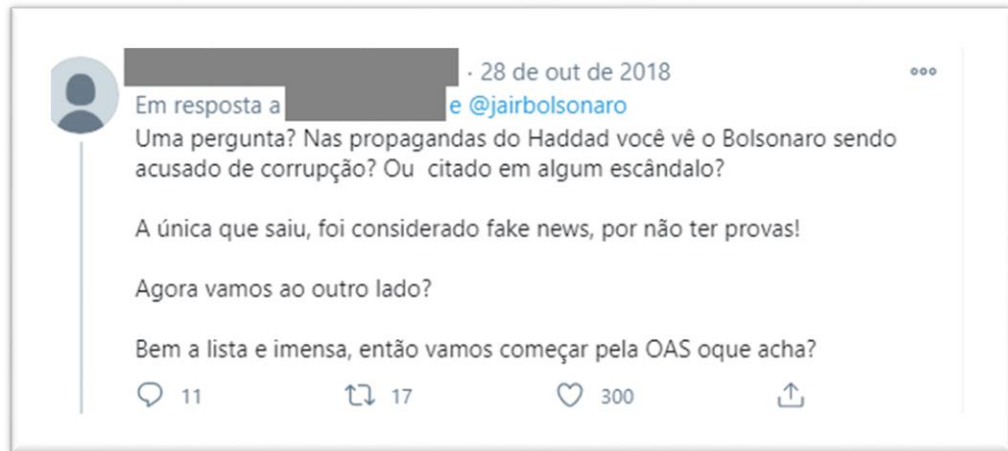 · 28 de out de 2018
Em resposta a e @jairbolsonaro
Uma pergunta? Nas propagandas do Haddad você vê o Bolsonaro sendo
acusado de corrupção? Ou  citado em algum escândalo?
A única que saiu, foi considerado fake news, por não ter provas!
Agora vamos ao outro lado?
Bem a lista e imensa, então vamos começar pela OAS oque acha?
11 17 300